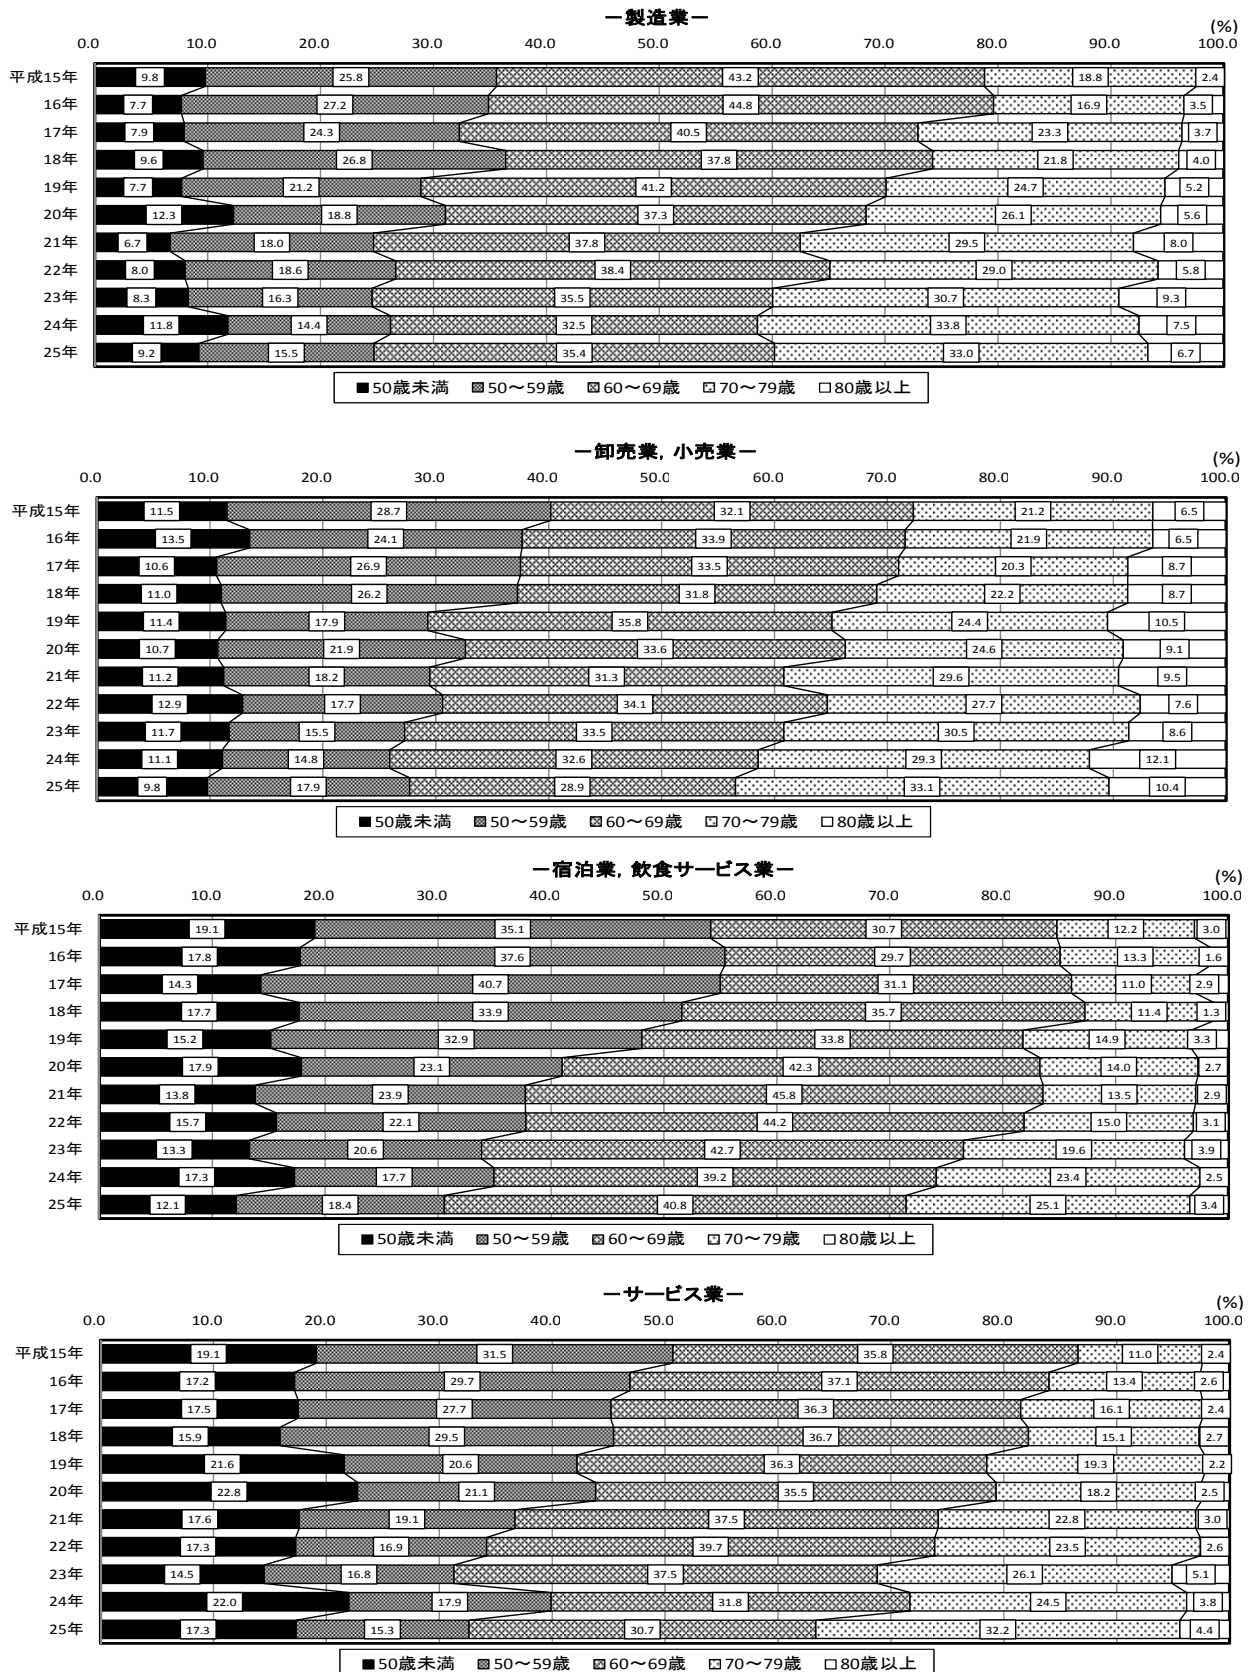 －製造業－
(%)
0.0 10.0 20.0 30.0 40.0 50.0 60.0 70.0 80.0 90.0 100.0
平成15年 9.8 25.8 43.2 18.8 2.4
16年 7.7 27.2 44.8 16.9 3.5
17年 7.9 24.3 40.5 23.3 3.7
18年 9.6 26.8 37.8 21.8 4.0
19年 7.7 21.2 41.2 24.7 5.2
20年 12.3 18.8 37.3 26.1 5.6
21年 6.7 18.0 37.8 29.5 8.0
22年 8.0 18.6 38.4 29.0 5.8
23年 8.3 16.3 35.5 30.7 9.3
24年 11.8 14.4 32.5 33.8 7.5
25年 9.2 15.5 35.4 33.0 6.7
50歳未満 50～59歳 60～69歳 70～79歳 80歳以上
－卸売業，小売業－
(%)
0.0 10.0 20.0 30.0 40.0 50.0 60.0 70.0 80.0 90.0 100.0
平成15年 11.5 28.7 32.1 21.2 6.5
16年 13.5 24.1 33.9 21.9 6.5
17年 10.6 26.9 33.5 20.3 8.7
18年 11.0 26.2 31.8 22.2 8.7
19年 11.4 17.9 35.8 24.4 10.5
20年 10.7 21.9 33.6 24.6 9.1
21年 11.2 18.2 31.3 29.6 9.5
22年 12.9 17.7 34.1 27.7 7.6
23年 11.7 15.5 33.5 30.5 8.6
24年 11.1 14.8 32.6 29.3 12.1
25年 9.8 17.9 28.9 33.1 10.4
50歳未満 50～59歳 60～69歳 70～79歳 80歳以上
－宿泊業，飲食サービス業－
(%)
0.0 10.0 20.0 30.0 40.0 50.0 60.0 70.0 80.0 90.0 100.0
平成15年 19.1 35.1 30.7 12.2 3.0
16年 17.8 37.6 29.7 13.3 1.6
17年 14.3 40.7 31.1 11.0 2.9
18年 17.7 33.9 35.7 11.4 1.3
19年 15.2 32.9 33.8 14.9 3.3
20年 17.9 23.1 42.3 14.0 2.7
21年 13.8 23.9 45.8 13.5 2.9
22年 15.7 22.1 44.2 15.0 3.1
23年 13.3 20.6 42.7 19.6 3.9
24年 17.3 17.7 39.2 23.4 2.5
25年 12.1 18.4 40.8 25.1 3.4
50歳未満 50～59歳 60～69歳 70～79歳 80歳以上
－サービス業－
(%)
0.0 10.0 20.0 30.0 40.0 50.0 60.0 70.0 80.0 90.0 100.0
平成15年 19.1 31.5 35.8 11.0 2.4
16年 17.2 29.7 37.1 13.4 2.6
17年 17.5 27.7 36.3 16.1 2.4
18年 15.9 29.5 36.7 15.1 2.7
19年 21.6 20.6 36.3 19.3 2.2
20年 22.8 21.1 35.5 18.2 2.5
21年 17.6 19.1 37.5 22.8 3.0
22年 17.3 16.9 39.7 23.5 2.6
23年 14.5 16.8 37.5 26.1 5.1
24年 22.0 17.9 31.8 24.5 3.8
25年 17.3 15.3 30.7 32.2 4.4
50歳未満 50～59歳 60～69歳 70～79歳 80歳以上